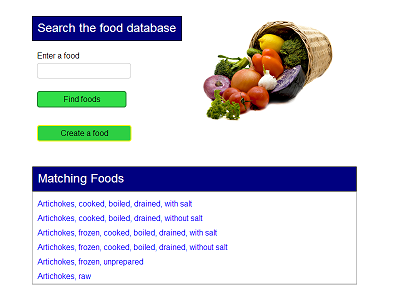 Search the food database
Enter a food
Find foods
Create a food
Matching Foods
Artichokes, cooked, boiled, drained, with salt
Artichokes, cooked, boiled, drained, without salt
Artichokes, frozen, cooked, boiled, drained, with salt
Artichokes, frozen, cooked, boiled, drained, without salt
Artichokes, frozen, unprepared
Artichokes, raw